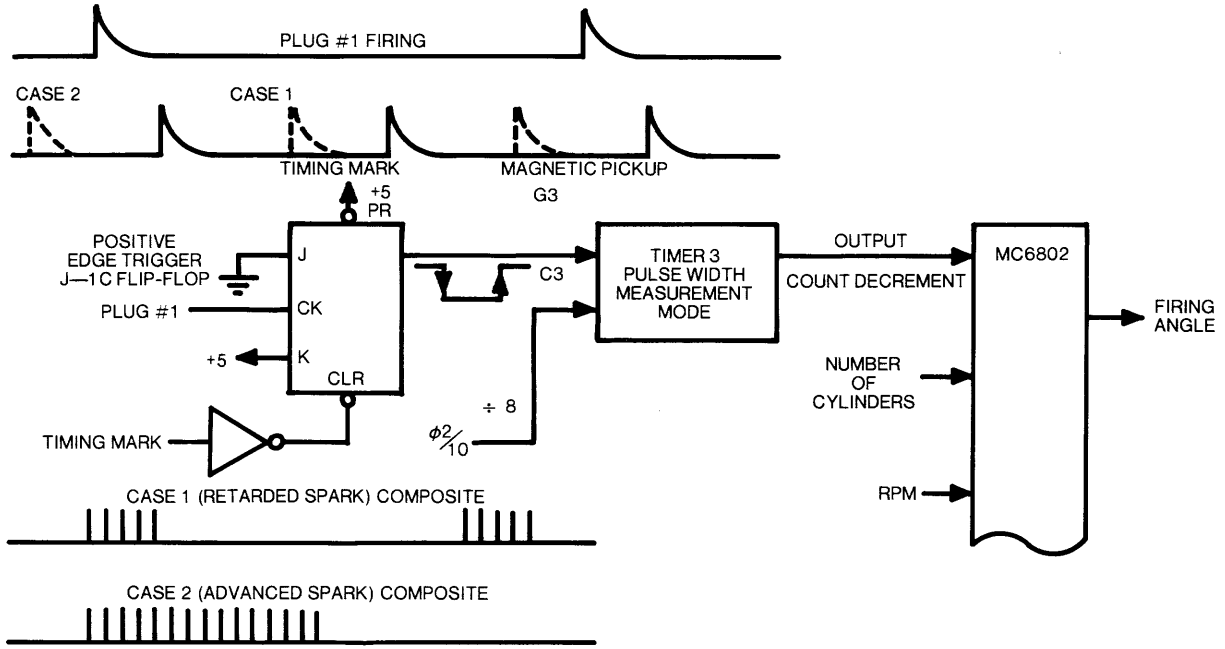 PLUG #1 FIRING
CASE 2
CASE 1
TIMING MARK
MAGNETIC PICKUP
G3
+5
PR
POSITIVE
EDGE TRIGGER
J—1C FLIP-FLOP
J
PLUG #1
CK
+5
K
CLR
C3
TIMER 3
PULSE WIDTH
MEASUREMENT
MODE
OUTPUT
COUNT DECREMENT
MC6802
FIRING
ANGLE
NUMBER
OF
CYLINDERS
RPM
TIMING MARK
÷ 8
ϕ2/10
CASE 1 (RETARDED SPARK) COMPOSITE
CASE 2 (ADVANCED SPARK) COMPOSITE